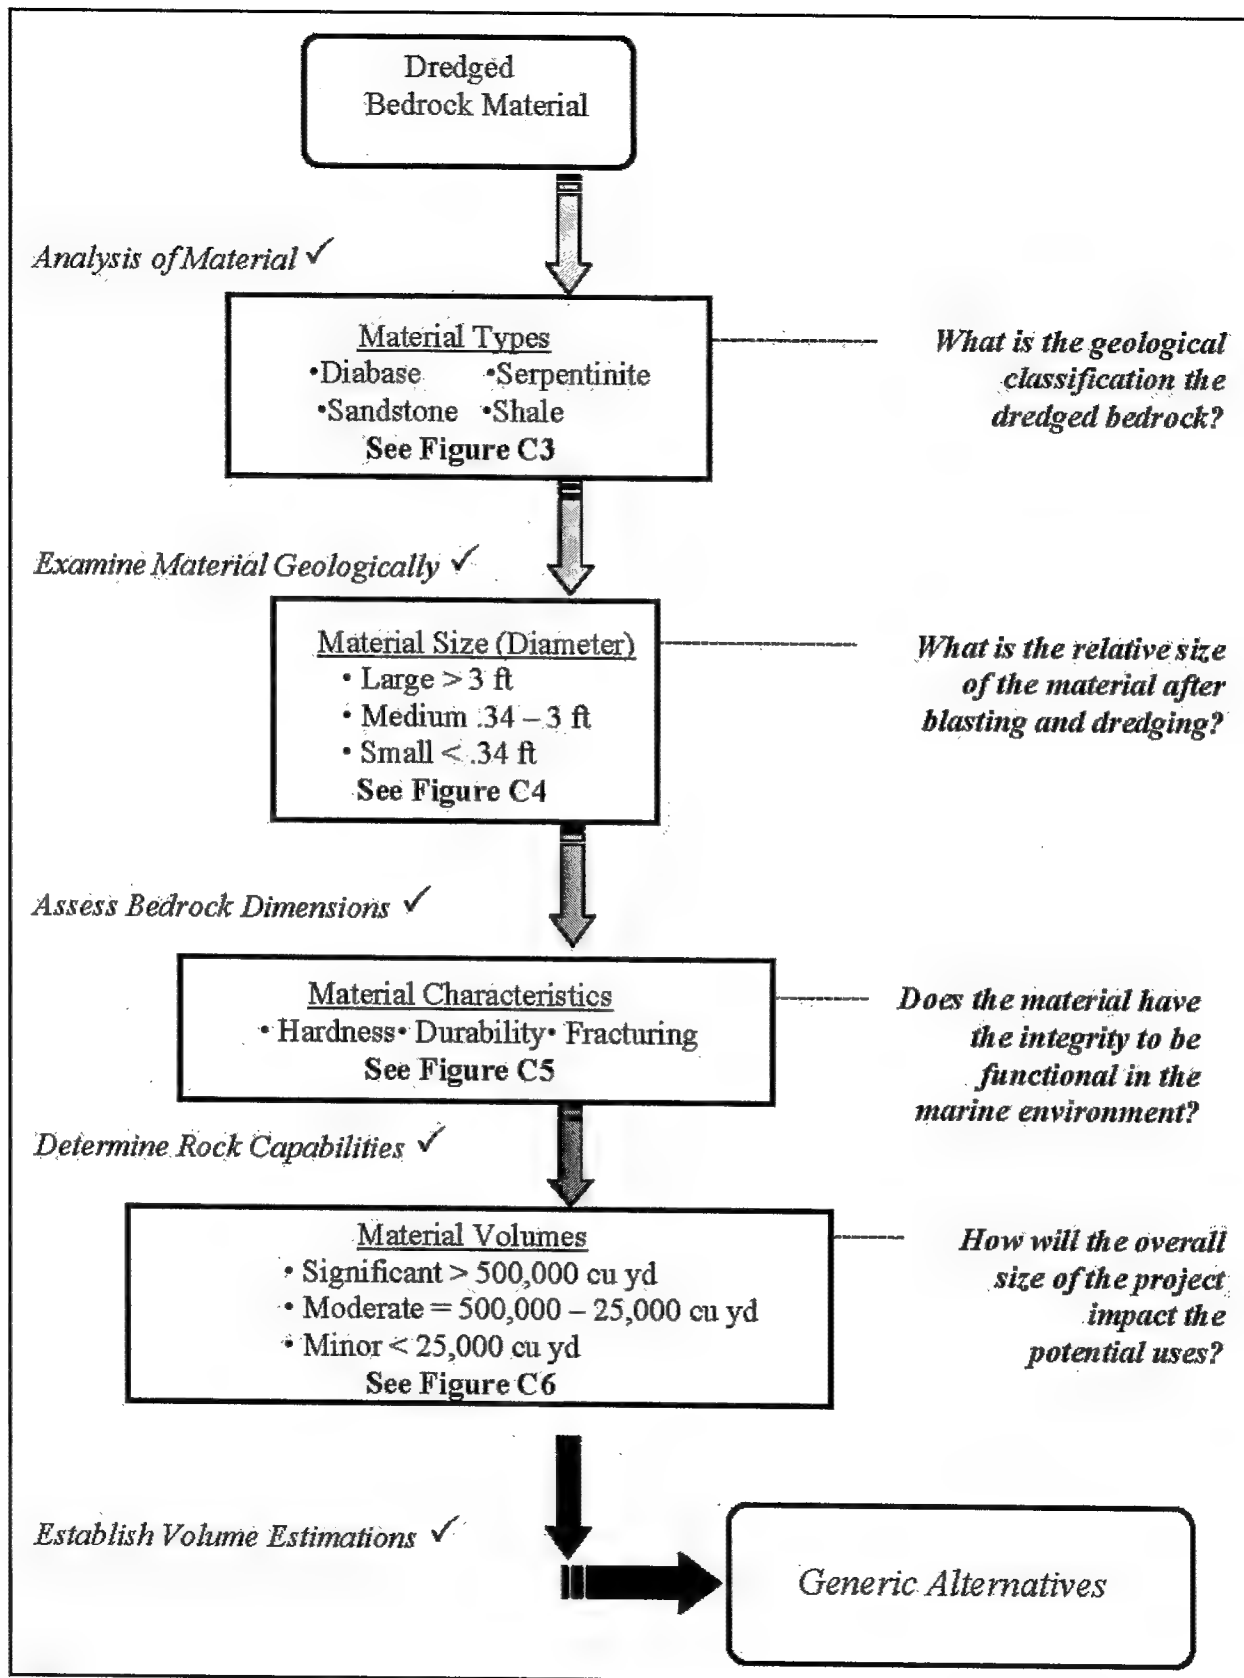 Dredged
Bedrock Material
Analysis of Material ✓
Material Types
•Diabase •Serpentinite
•Sandstone •Shale
See Figure C3
What is the geological
classification the
dredged bedrock?
Examine Material Geologically ✓
Material Size (Diameter)
• Large > 3 ft
• Medium .34 – 3 ft
• Small < .34 ft
See Figure C4
What is the relative size
of the material after
blasting and dredging?
Assess Bedrock Dimensions ✓
Material Characteristics
• Hardness• Durability• Fracturing
See Figure C5
Does the material have
the integrity to be
functional in the
marine environment?
Determine Rock Capabilities ✓
Material Volumes
• Significant > 500,000 cu yd
• Moderate = 500,000 – 25,000 cu yd
• Minor < 25,000 cu yd
See Figure C6
How will the overall
size of the project
impact the
potential uses?
Establish Volume Estimations ✓
Generic Alternatives